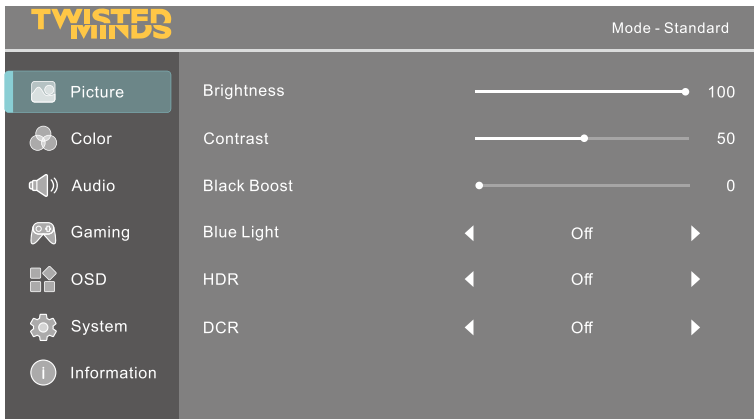 TWISTED
MINDS
Mode - Standard
Picture
Color
Audio
Gaming
OSD
System
Information
Brightness 100
Contrast 50
Black Boost 0
Blue Light Off
HDR Off
DCR Off